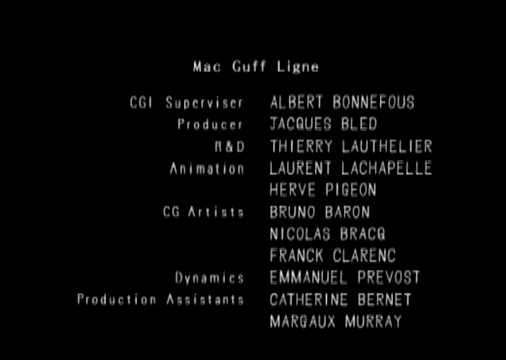 Mac Guff Ligne
CGI Superviser ALBERT BONNEFOUS
Producer JACQUES BLED
R&D THIERRY LAUTHELIER
Animation LAURENT LACHAPELLE
HERVE PIGEON
CG Artists BRUNO BARON
NICOLAS BRACQ
FRANCK CLARENC
Dynamics EMMANUEL PREVOST
Production Assistants CATHERINE BERNET
MARGAUX MURRAY